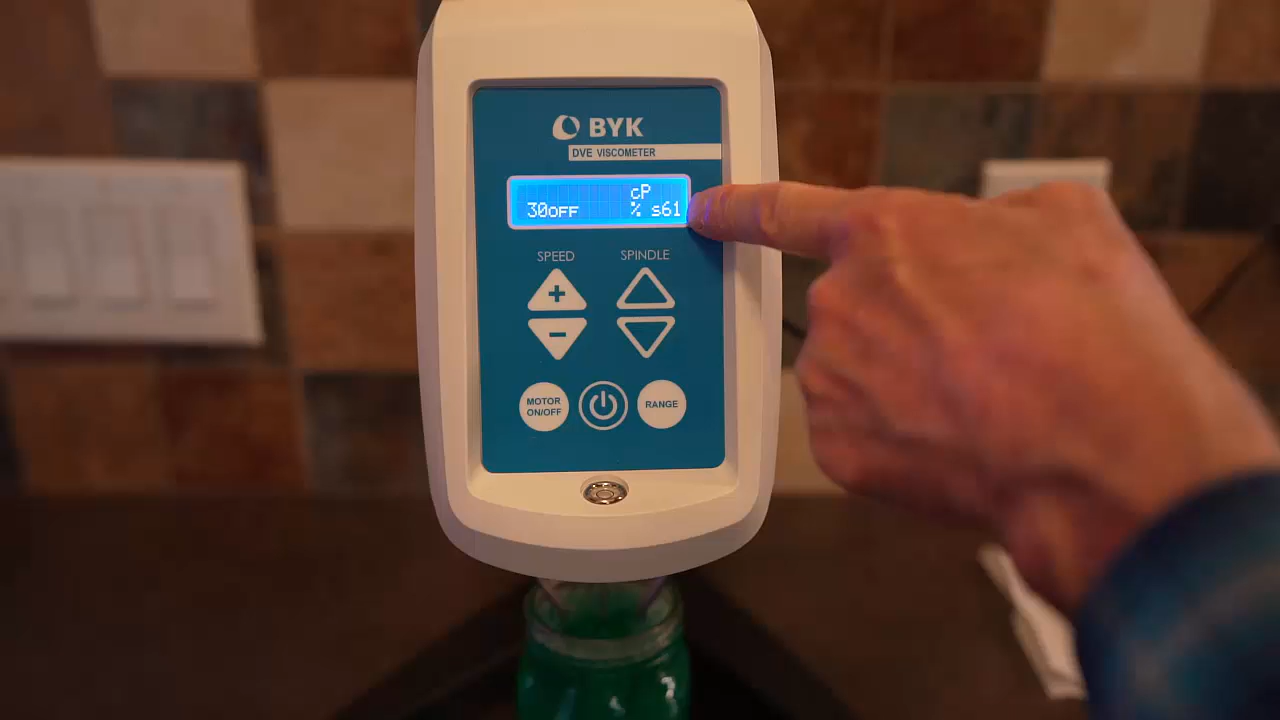 BYK
DVE VISCOMETER
cP
30OFF % s61
SPEED SPINDLE
+
-
MOTOR
ON/OFF
RANGE